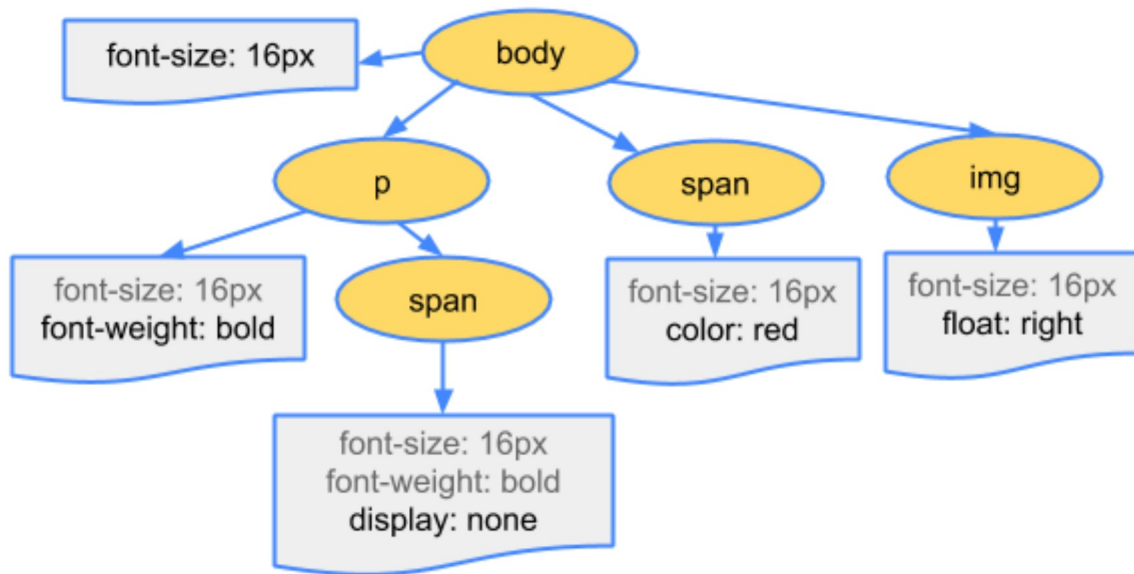 font-size: 16px
body
p
span
img
font-size: 16px
font-weight: bold
span
font-size: 16px
color: red
font-size: 16px
float: right
font-size: 16px
font-weight: bold
display: none